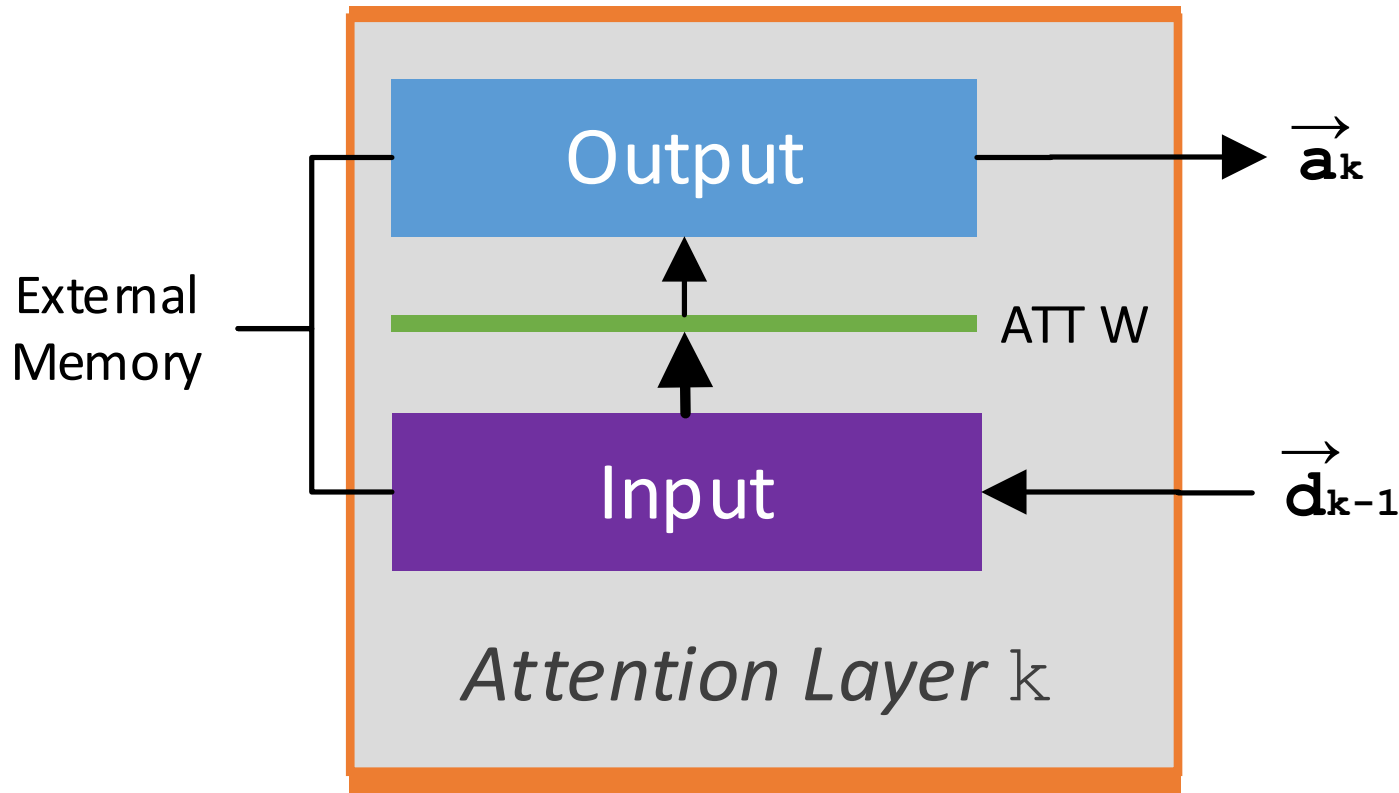 Output
a⃗k
External
Memory
ATT W
Input
d⃗k-1
Attention Layer k